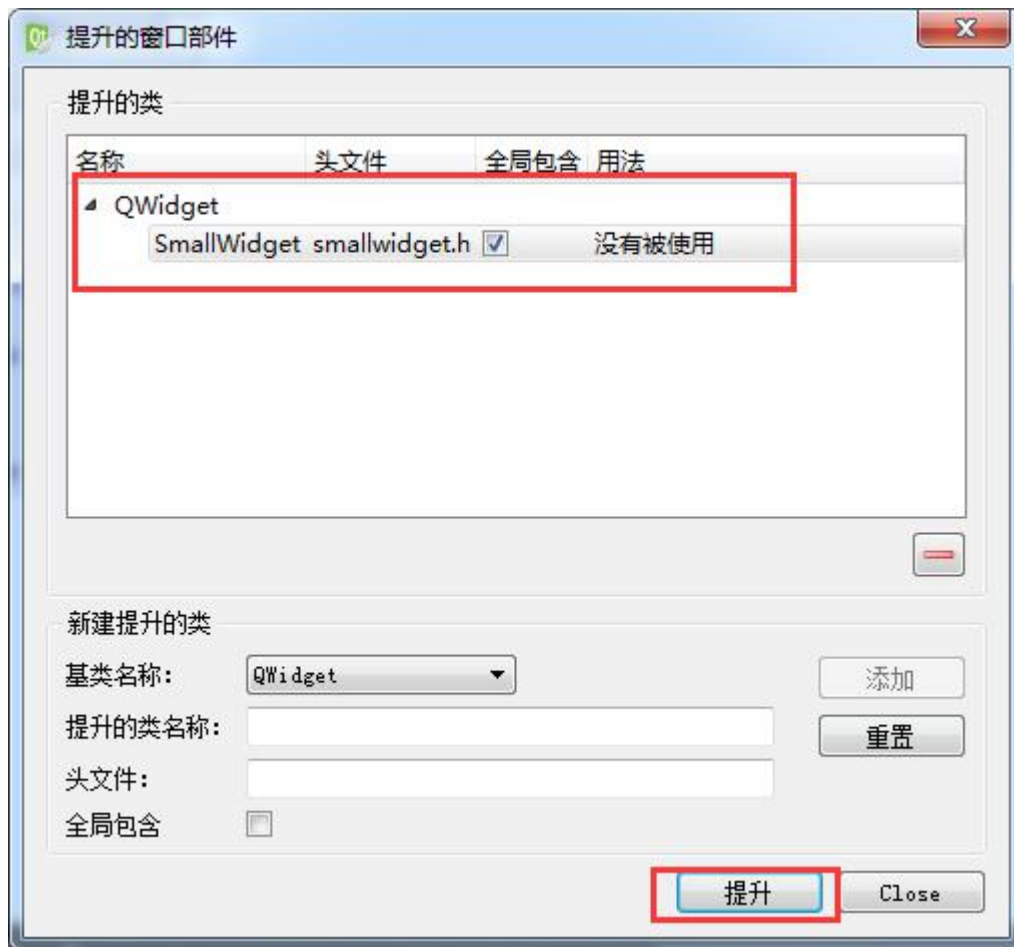 提升的窗口部件
提升的类
名称 头文件 全局包含 用法
QWidget
SmallWidget smallwidget.h 没有被使用
新建提升的类
基类名称: QWidget 添加
提升的类名称: 重置
头文件:
全局包含
提升 Close